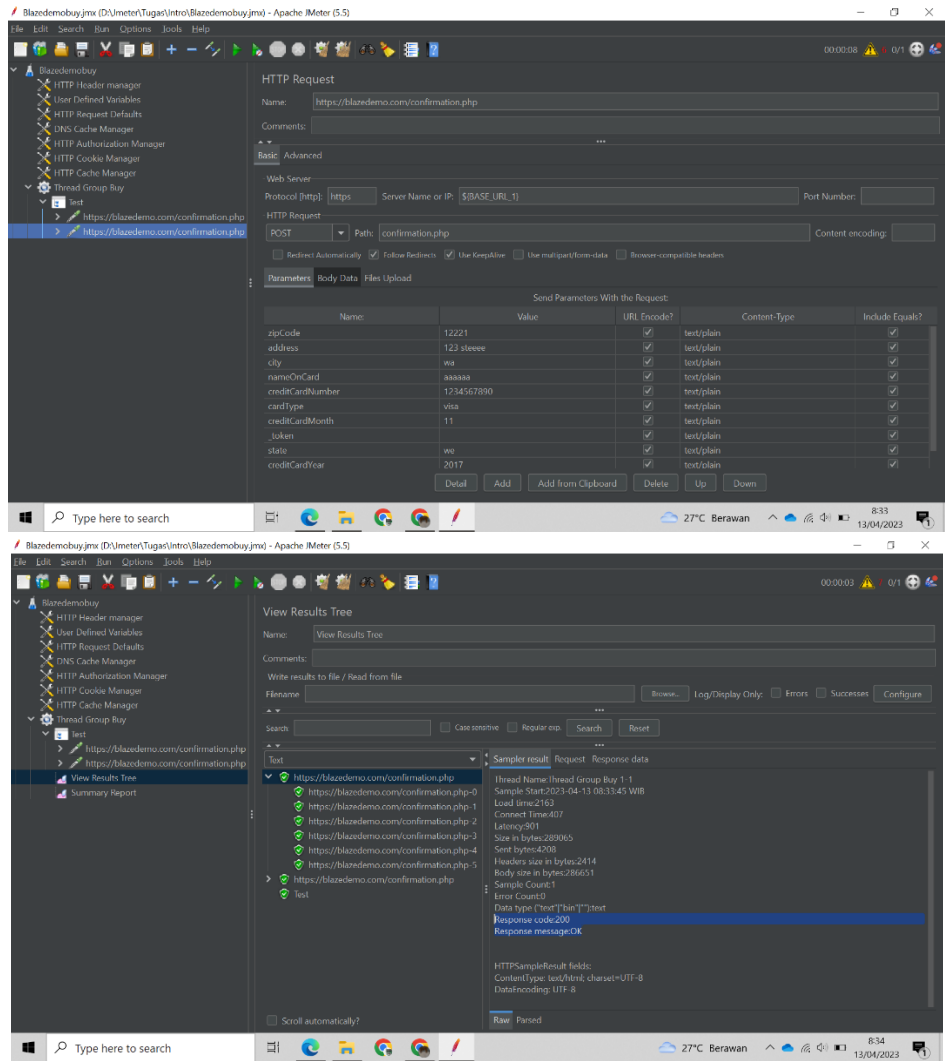 Blazedemobuy.jmx (D:\Jmeter\Tugas\Intro\Blazedemobuy.jmx) - Apache JMeter (5.5)
File Edit Search Run Options Tools Help
00:00:08 0/1
Blazedemobuy
HTTP Header manager
User Defined Variables
HTTP Request Defaults
DNS Cache Manager
HTTP Authorization Manager
HTTP Cookie Manager
HTTP Cache Manager
Thread Group Buy
Test
https://blazedemo.com/confirmation.php
https://blazedemo.com/confirmation.php
HTTP Request
Name: https://blazedemo.com/confirmation.php
Comments:
Basic Advanced
Web Server
Protocol [http]: https Server Name or IP: ${BASE_URL_1} Port Number:
HTTP Request
POST Path: confirmation.php Content encoding:
Redirect Automatically Follow Redirects Use KeepAlive Use multipart/form-data Browser-compatible headers
Parameters Body Data Files Upload
Send Parameters With the Request:
Name: Value URL Encode? Content-Type Include Equals?
zipCode 12221 text/plain
address 123 steeee text/plain
city wa text/plain
nameOnCard aaaaaa text/plain
creditCardNumber 1234567890 text/plain
cardType visa text/plain
creditCardMonth 11 text/plain
_token text/plain
state we text/plain
creditCardYear 2017 text/plain
Detail Add Add from Clipboard Delete Up Down
Type here to search 27°C Berawan 8:33
13/04/2023
Blazedemobuy.jmx (D:\Jmeter\Tugas\Intro\Blazedemobuy.jmx) - Apache JMeter (5.5)
File Edit Search Run Options Tools Help
00:00:03 0/1
Blazedemobuy
HTTP Header manager
User Defined Variables
HTTP Request Defaults
DNS Cache Manager
HTTP Authorization Manager
HTTP Cookie Manager
HTTP Cache Manager
Thread Group Buy
Test
https://blazedemo.com/confirmation.php
https://blazedemo.com/confirmation.php
View Results Tree
Summary Report
View Results Tree
Name: View Results Tree
Comments:
Write results to file / Read from file
Filename Browse... Log/Display Only: Errors Successes Configure
Search: Case sensitive Regular exp. Search Reset
Text
https://blazedemo.com/confirmation.php
https://blazedemo.com/confirmation.php-0
https://blazedemo.com/confirmation.php-1
https://blazedemo.com/confirmation.php-2
https://blazedemo.com/confirmation.php-3
https://blazedemo.com/confirmation.php-4
https://blazedemo.com/confirmation.php-5
https://blazedemo.com/confirmation.php
Test
Scroll automatically?
Sampler result Request Response data
Thread Name:Thread Group Buy 1-1
Sample Start:2023-04-13 08:33:45 WIB
Load time:2163
Connect Time:407
Latency:901
Size in bytes:289065
Sent bytes:4208
Headers size in bytes:2414
Body size in bytes:286651
Sample Count:1
Error Count:0
Data type ("text"|"bin"|""):text
Response code:200
Response message:OK
HTTPSampleResult fields:
ContentType: text/html; charset=UTF-8
DataEncoding: UTF-8
Raw Parsed
Type here to search 27°C Berawan 8:34
13/04/2023